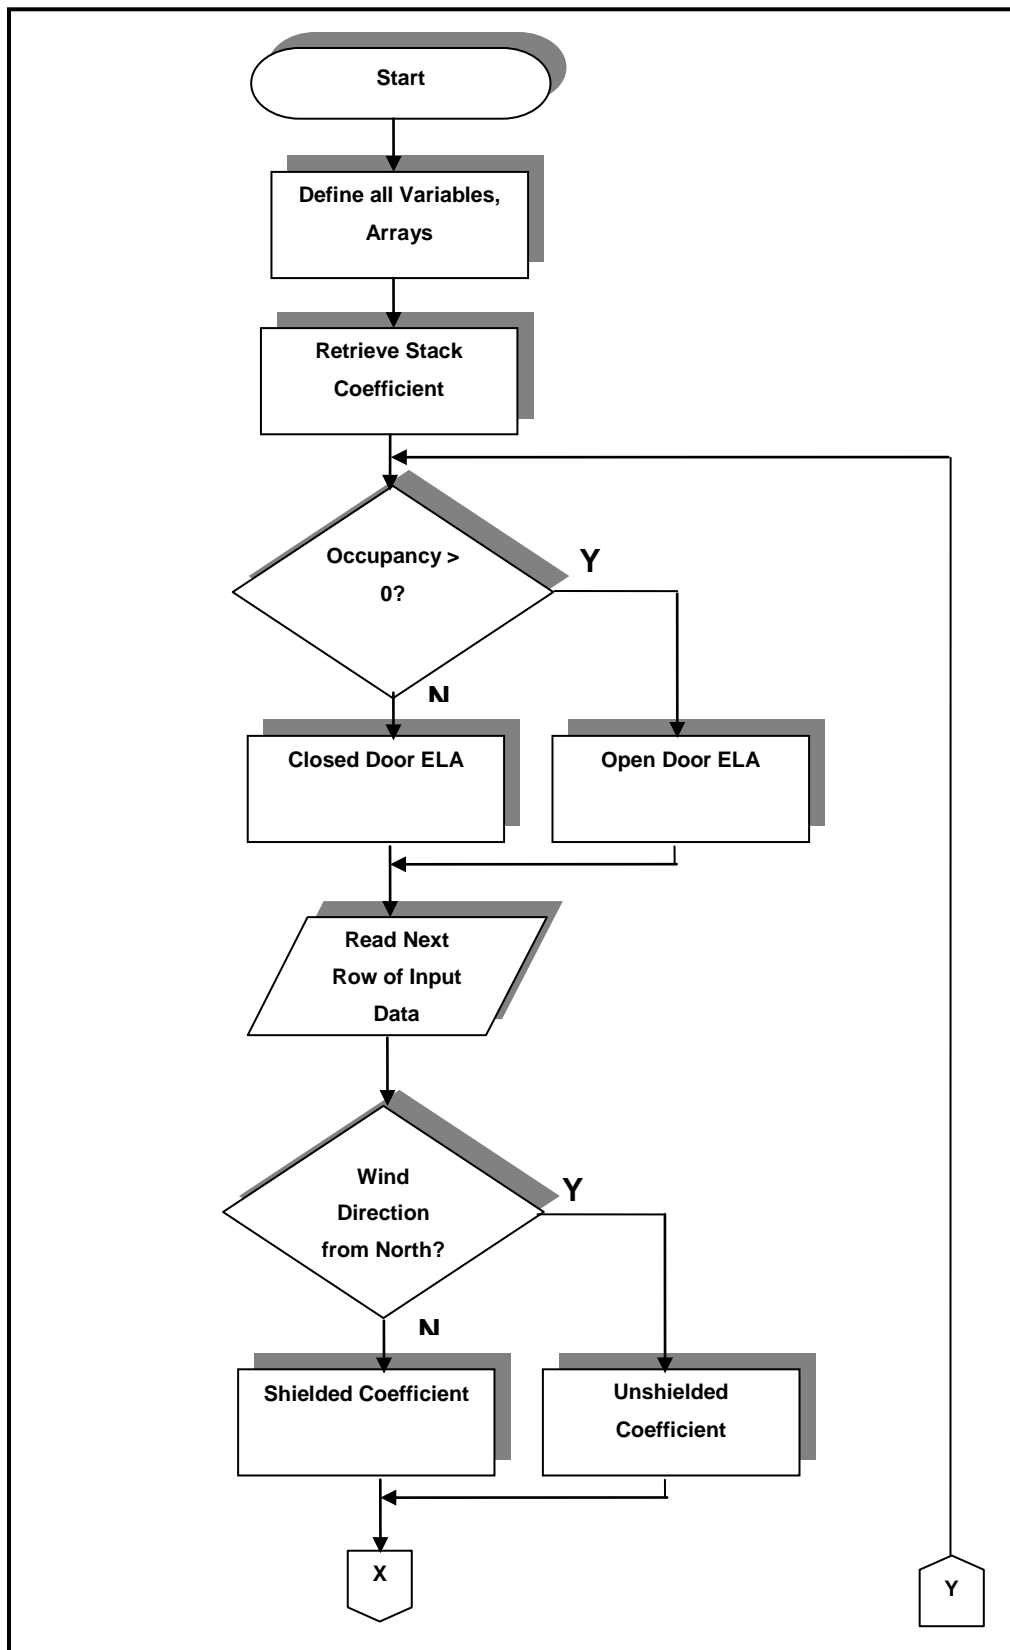 Start
Define all Variables,
Arrays
Retrieve Stack
Coefficient
Occupancy >
0?
Y
N
Closed Door ELA
Open Door ELA
Read Next
Row of Input
Data
Wind
Direction
from North?
Y
N
Shielded Coefficient
Unshielded
Coefficient
X
Y